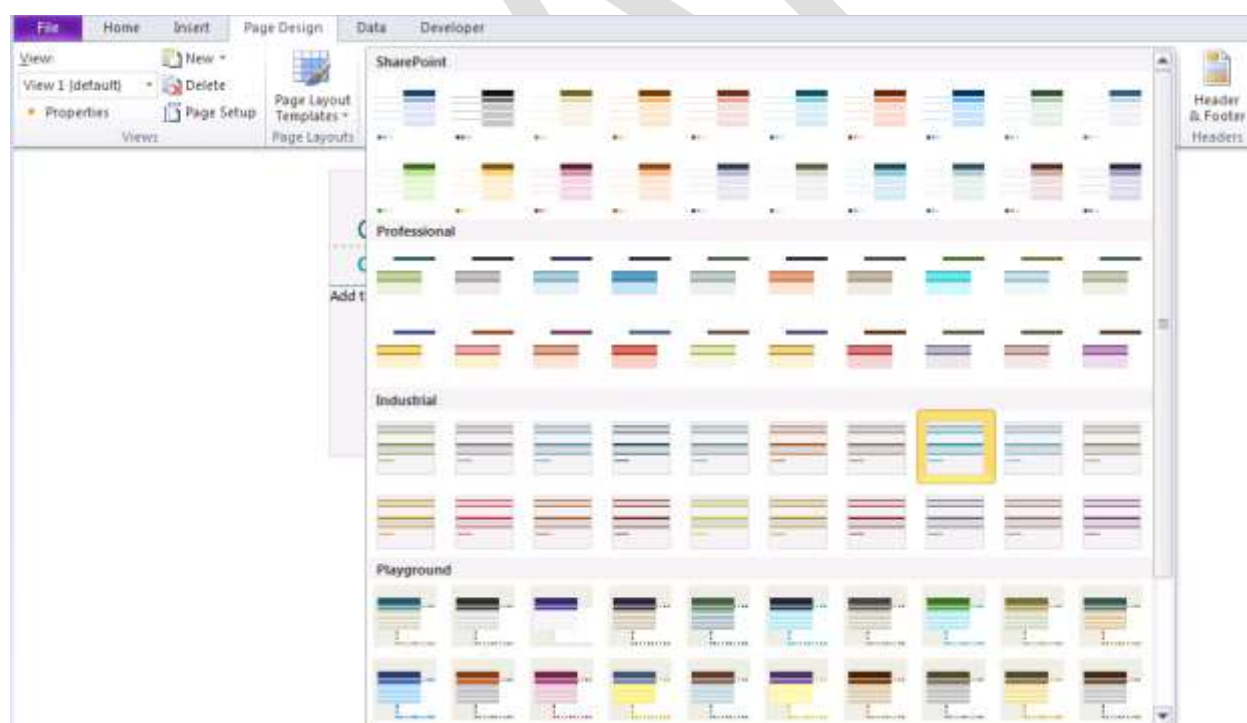 File Home Insert Page Design Data Developer
View:
View 1 (default)
Properties
Views
New
Delete
Page Setup
Page Layout
Templates
Page Layouts
SharePoint
Professional
Industrial
Playground
Add t
Header
& Footer
Headers